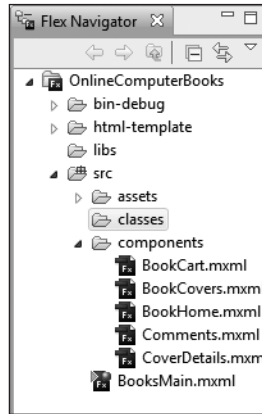 Flex Navigator
OnlineComputerBooks
bin-debug
html-template
libs
src
assets
classes
components
BookCart.mxml
BookCovers.mxm
BookHome.mxml
Comments.mxml
CoverDetails.mxm
BooksMain.mxml